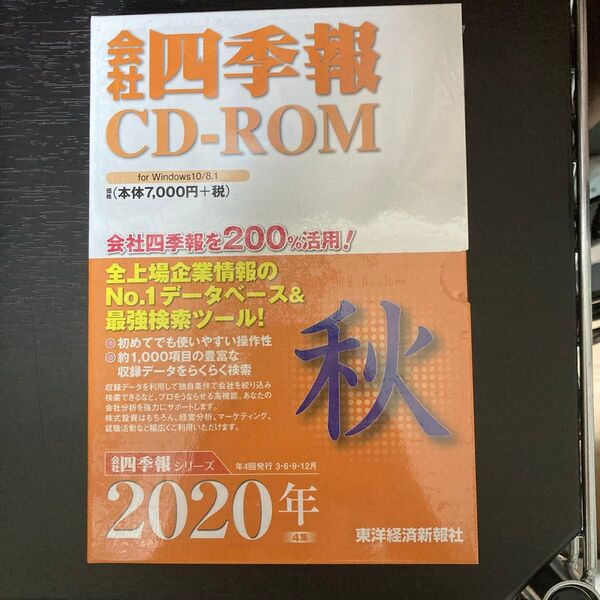 会社四季報
CD-ROM
for Windows10/8.1
価格(本体7,000円+税)
会社四季報を200%活用!
全上場企業情報の
No.1データベース&
最強検索ツール!
◎初めてでも使いやすい操作性
◎約1,000項目の豊富な
収録データをらくらく検索
収録データを利用して独自条件で会社を絞り込み
検索できるなど、プロをうならせる高機能。あなたの
会社分析を強力にサポートします。
株式投資はもちろん、経営分析、マーケティング、
就職活動など幅広くご利用いただけます。
秋
会社四季報シリーズ 年4回発行 3・6・9・12月
2020年
4集
東洋経済新報社